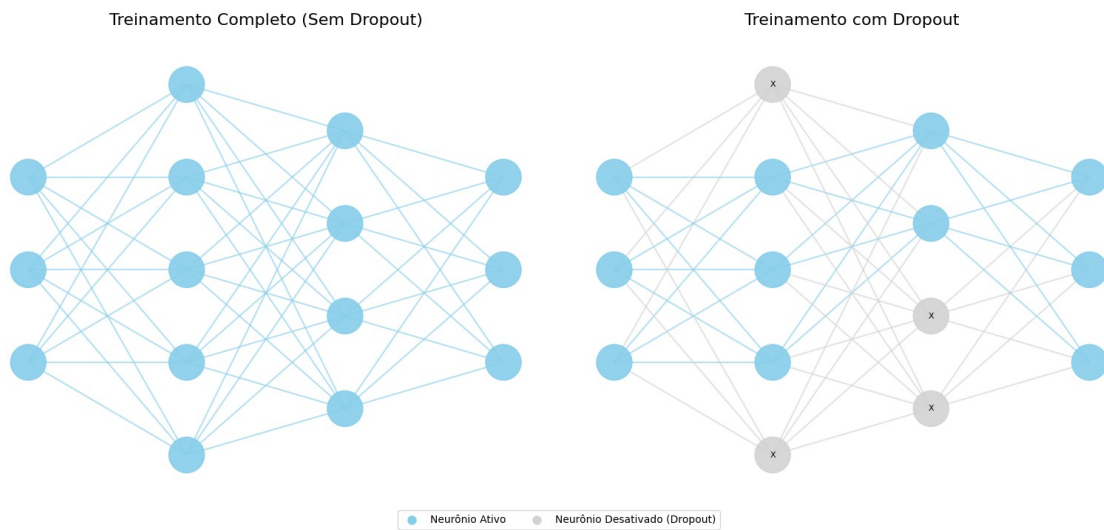 Treinamento Completo (Sem Dropout)
Treinamento com Dropout
x
x
x
x
Neurônio Ativo
Neurônio Desativado (Dropout)